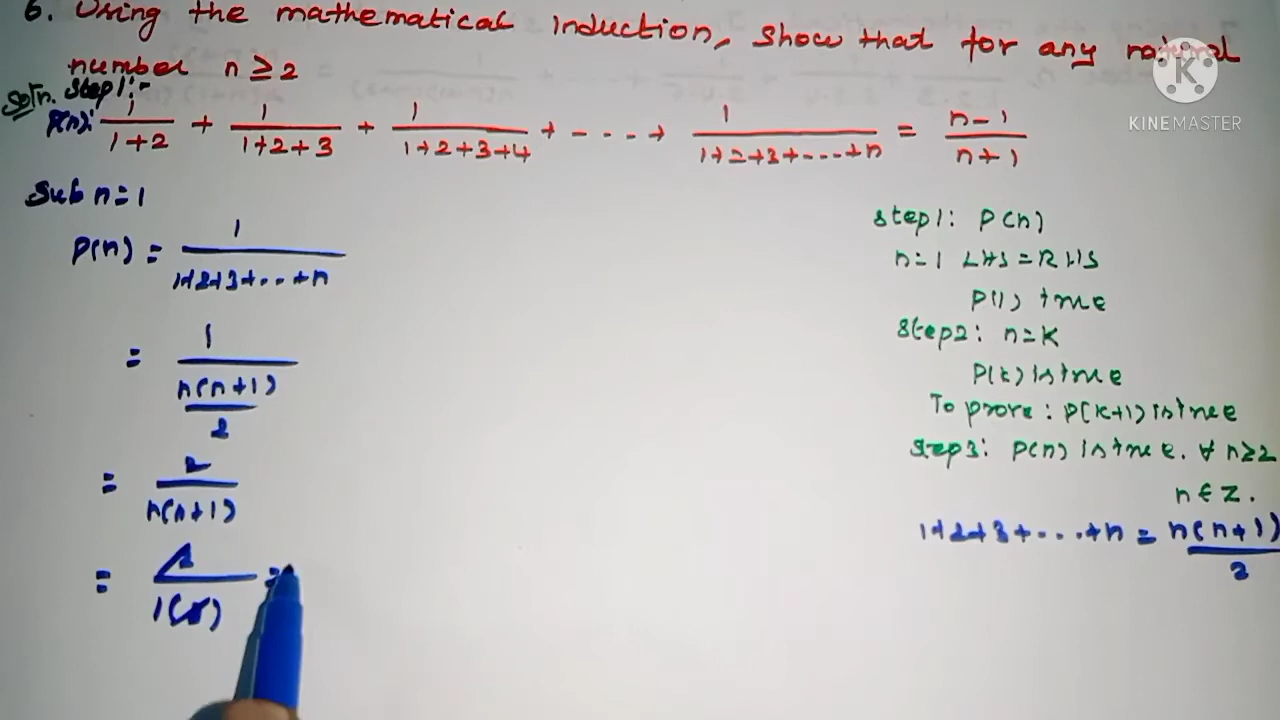 6. Using the mathematical induction, show that for any natural
number n ≥ 2
Soln. Step1:-
P(n): 1/(1+2) + 1/(1+2+3) + 1/(1+2+3+4) + - - - - + 1/(1+2+3+-...+n) = (n-1)/(n+1)
Sub n=1
P(n) = 1/(1+2+3+...+n)
= 1/(n(n+1)/2)
= 2/(n(n+1))
= 2/(1(2)) =
Step1: P(n)
n=1 LHS = RHS
P(1) true
Step2: n=K
P(k) is true
To prove: P(K+1) is true
Step3: P(n) is true. ∀ n≥2
n ∈ Z.
1+2+3+...+n = n(n+1)/2
K
KINEMASTER